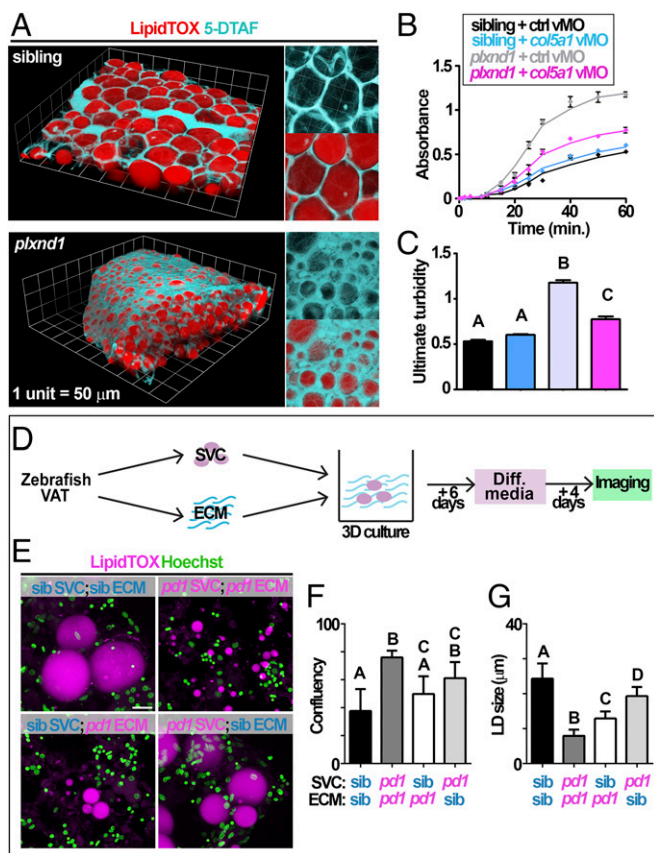 A
LipidTOX 5-DTAF
sibling
plxnd1
1 unit = 50 μm
B
sibling + ctrl vMO
sibling + col5a1 vMO
plxnd1 + ctrl vMO
plxnd1 + col5a1 vMO
Absorbance
1.5
1
0.5
0
0 20 40 60
Time (min.)
C
Ultimate turbidity
1.5
1
0.5
0
A A B C
D
Zebrafish
VAT
SVC
ECM
3D culture
+6
days
Diff.
media
+4
days
Imaging
E
LipidTOX Hoechst
sib SVC;sib ECM
pd1 SVC;pd1 ECM
sib SVC;pd1 ECM
pd1 SVC;sib ECM
F
Confluency
100
0
A
B
C
A
C
B
SVC: sib pd1 sib pd1
ECM: sib pd1 pd1 sib
G
LD size (μm)
40
20
0
A
B
C
D
sib pd1 sib pd1
sib pd1 pd1 sib